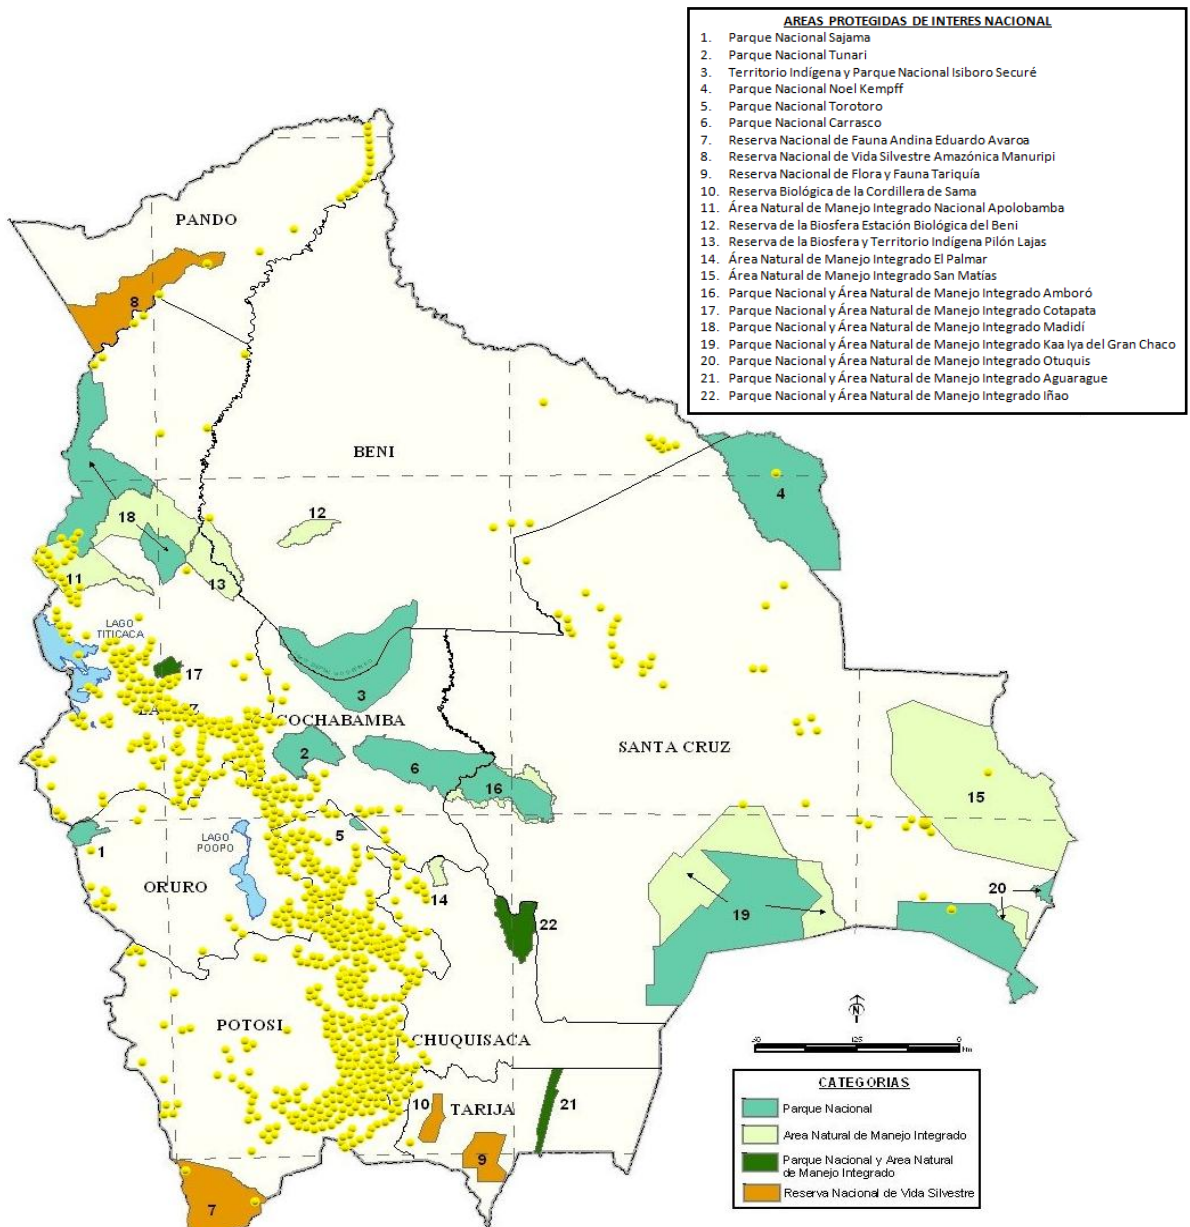 AREAS PROTEGIDAS DE INTERES NACIONAL
1. Parque Nacional Sajama
2. Parque Nacional Tunari
3. Territorio Indígena y Parque Nacional Isiboro Securé
4. Parque Nacional Noel Kempff
5. Parque Nacional Torotoro
6. Parque Nacional Carrasco
7. Reserva Nacional de Fauna Andina Eduardo Avaroa
8. Reserva Nacional de Vida Silvestre Amazónica Manuripi
9. Reserva Nacional de Flora y Fauna Tariquía
10. Reserva Biológica de la Cordillera de Sama
11. Área Natural de Manejo Integrado Nacional Apolobamba
12. Reserva de la Biosfera Estación Biológica del Beni
13. Reserva de la Biosfera y Territorio Indígena Pilón Lajas
14. Área Natural de Manejo Integrado El Palmar
15. Área Natural de Manejo Integrado San Matías
16. Parque Nacional y Área Natural de Manejo Integrado Amboró
17. Parque Nacional y Área Natural de Manejo Integrado Cotapata
18. Parque Nacional y Área Natural de Manejo Integrado Madidí
19. Parque Nacional y Área Natural de Manejo Integrado Kaa Iya del Gran Chaco
20. Parque Nacional y Área Natural de Manejo Integrado Otuquis
21. Parque Nacional y Área Natural de Manejo Integrado Aguarague
22. Parque Nacional y Área Natural de Manejo Integrado Iñao
PANDO
8
BENI
4
12
18
11
13
LAGO
TITICACA
17
3
COCHABAMBA
2
SANTA CRUZ
6
16
15
LAGO
POOPO
5
1
ORURO
14
20
19
22
POTOSI
N
CHUQUISACA
125
0
10
TARIJA
21
9
7
CATEGORIAS
Parque Nacional
Area Natural de Manejo Integrado
Parque Nacional y Area Natural
de Manejo Integrado
Reserva Nacional de Vida Silvestre